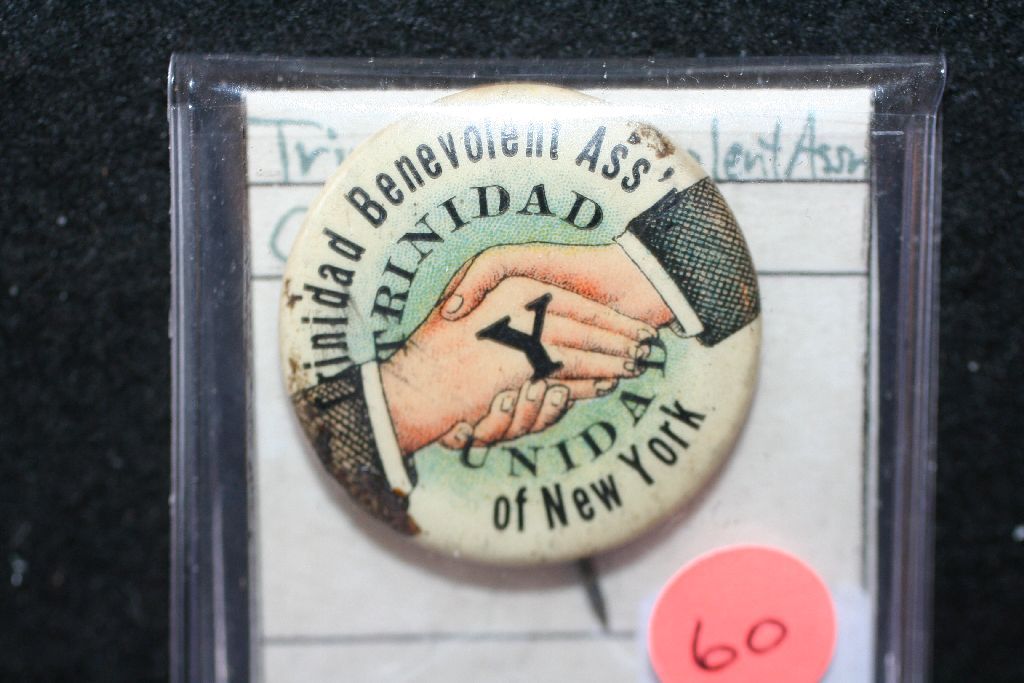 Trinidad Benevolent Ass'
TRINIDAD
Y
UNIDAD
of New York
60